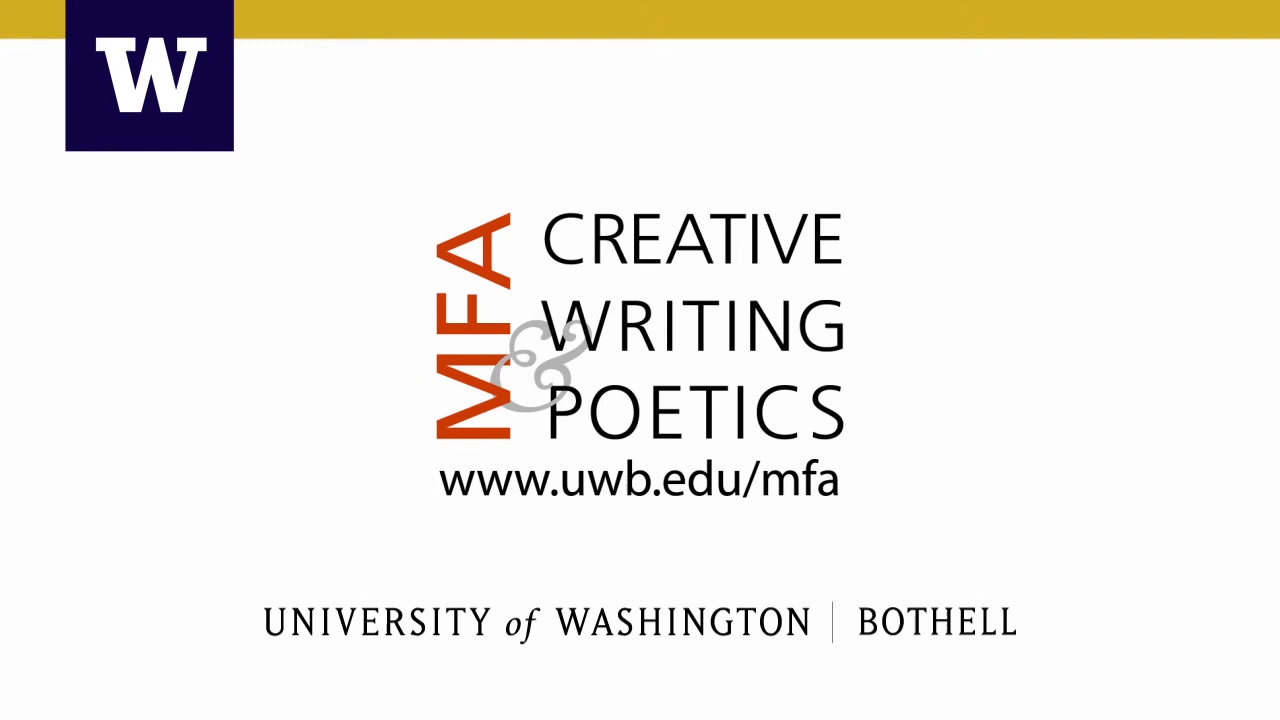 W
MFA
CREATIVE
WRITING
&
POETICS
www.uwb.edu/mfa
UNIVERSITY of WASHINGTON | BOTHELL